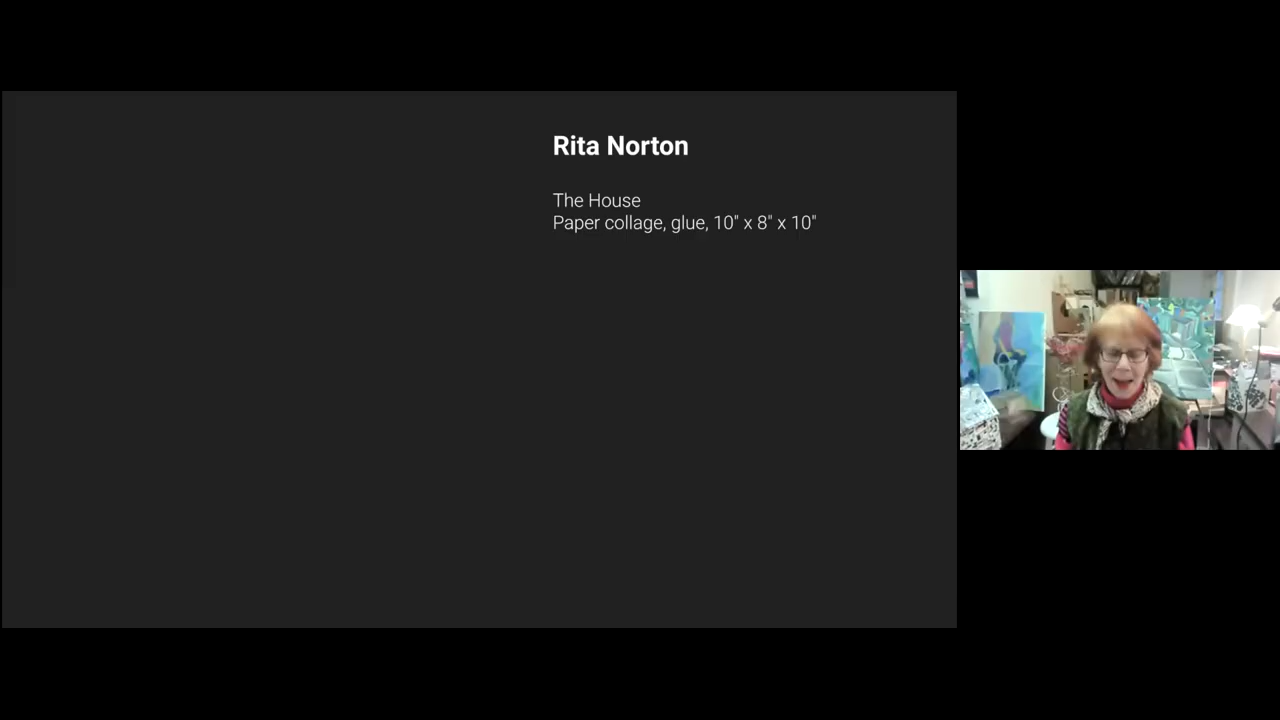 Rita Norton
The House
Paper collage, glue, 10" x 8" x 10"